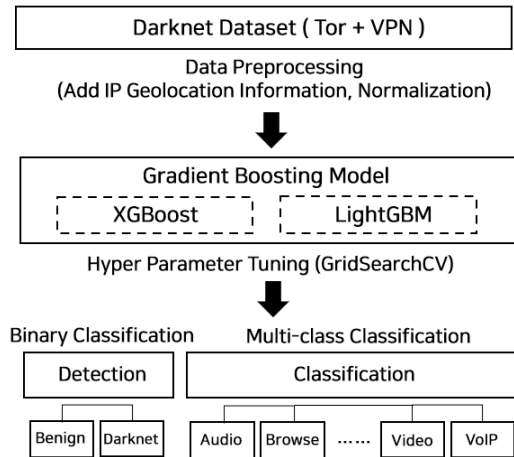 Darknet Dataset ( Tor + VPN )
Data Preprocessing
(Add IP Geolocation Information, Normalization)
Gradient Boosting Model
XGBoost
LightGBM
Hyper Parameter Tuning (GridSearchCV)
Binary Classification
Multi-class Classification
Detection
Classification
Benign
Darknet
Audio
Browse
......
Video
VoIP